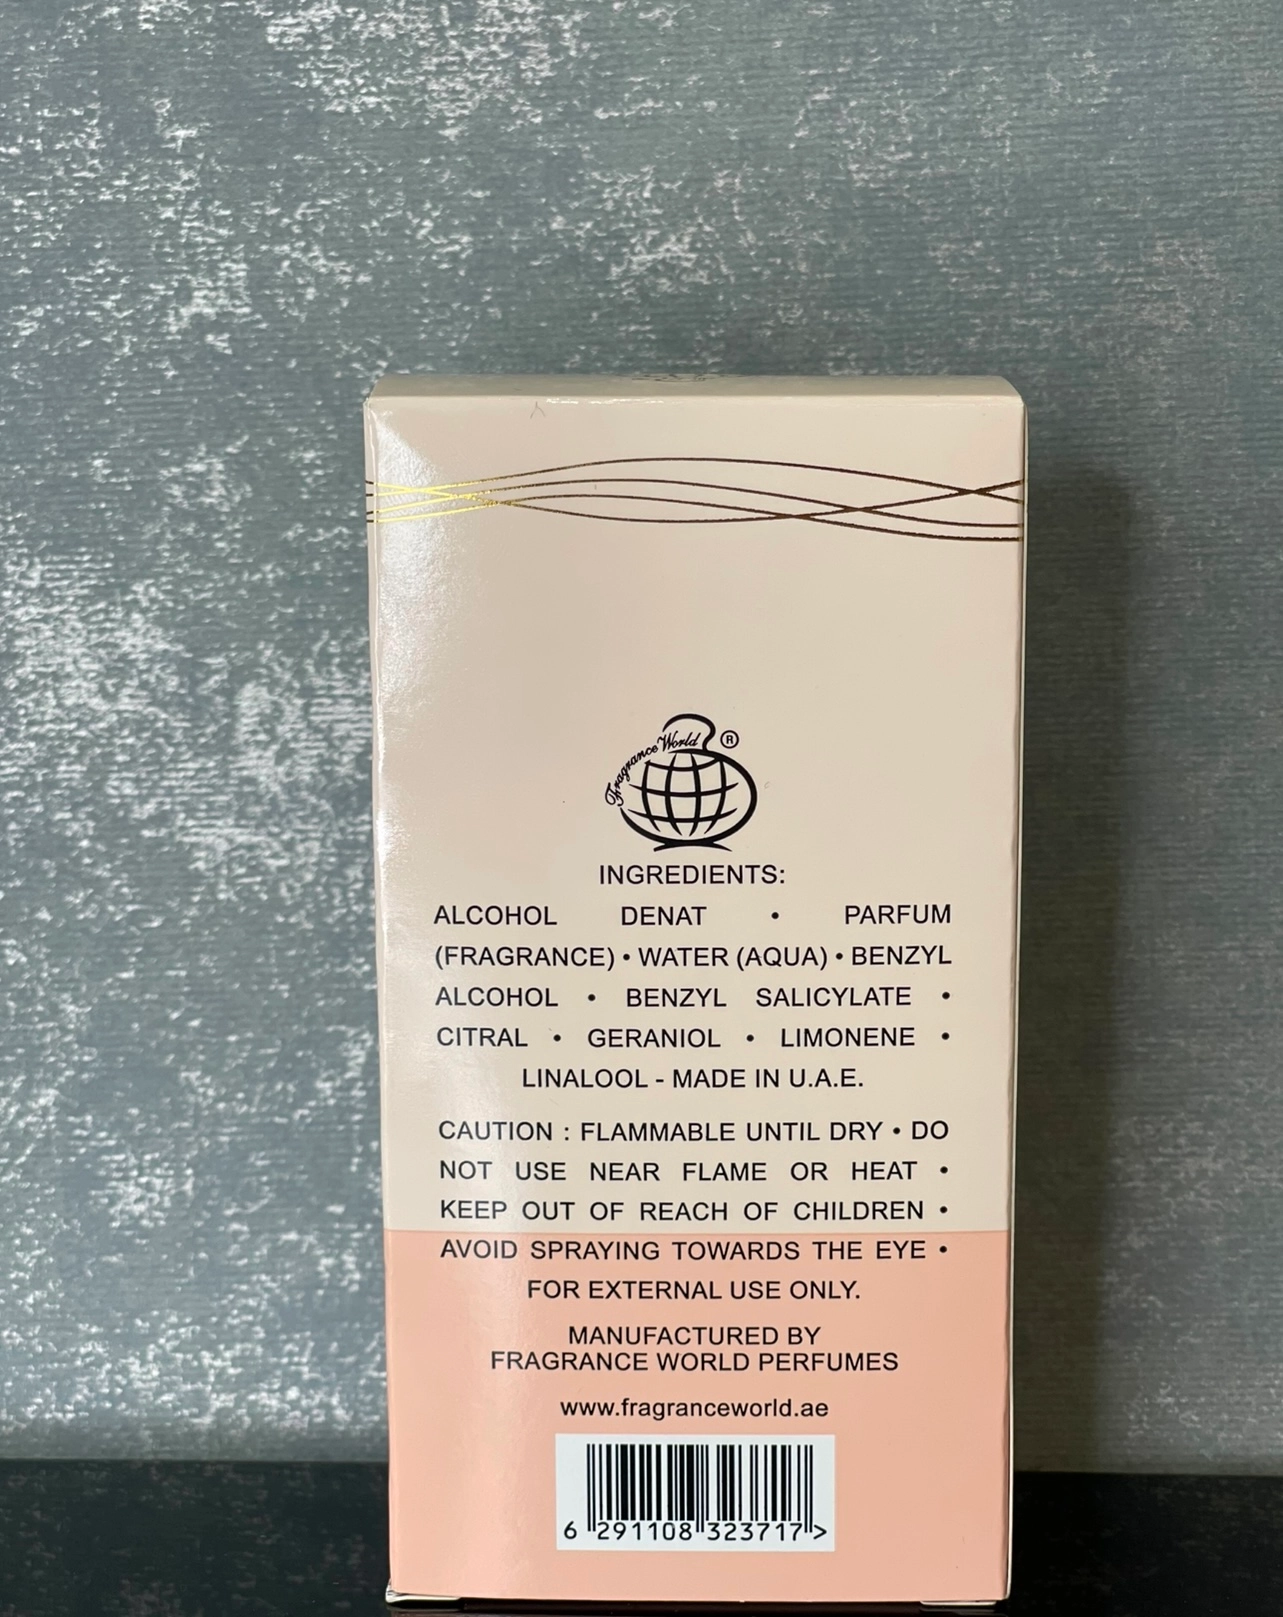 Fragrance World ®
INGREDIENTS:
ALCOHOL DENAT • PARFUM
(FRAGRANCE) • WATER (AQUA) • BENZYL
ALCOHOL • BENZYL SALICYLATE •
CITRAL • GERANIOL • LIMONENE •
LINALOOL - MADE IN U.A.E.
CAUTION : FLAMMABLE UNTIL DRY • DO
NOT USE NEAR FLAME OR HEAT •
KEEP OUT OF REACH OF CHILDREN •
AVOID SPRAYING TOWARDS THE EYE •
FOR EXTERNAL USE ONLY.
MANUFACTURED BY
FRAGRANCE WORLD PERFUMES
www.fragranceworld.ae
6 291108 323717 >